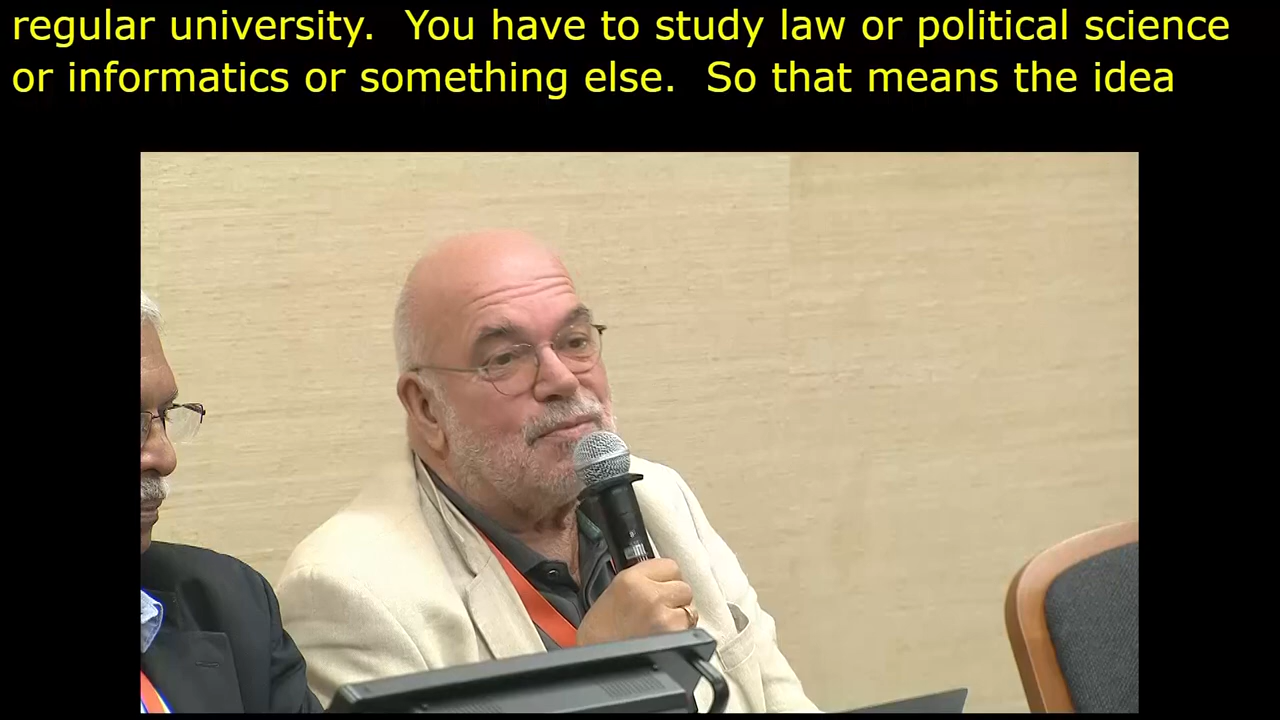 regular university.  You have to study law or political science
or informatics or something else.  So that means the idea